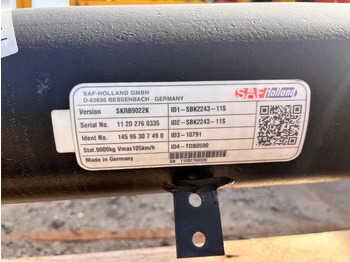 SAF-HOLLAND GMBH
D-63856 BESSENBACH - GERMANY
SAF Holland
Version SKRB9022K
ID1-SBK2243-11S
Serial No. 11 20 276 0335
ID2-SBK2243-11S
Ident No. 145 96 30 7 49 0
ID3-10791
Stat.9000kg Vmax105km/h
ID4-TDB0590
Made in Germany